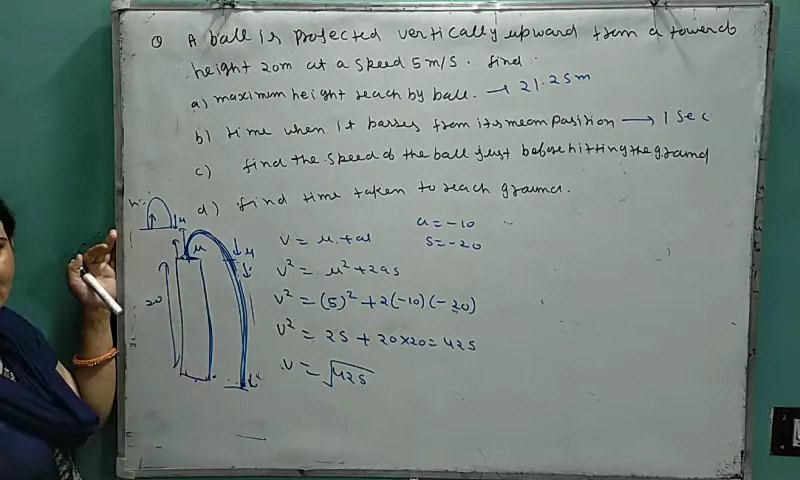 Q A ball is projected vertically upward from a tower of
height 20m at a speed 5 m/s. find
a) maximum height reach by ball. → 21.25m
b) time when it passes from its mean position → 1 sec
c) find the speed of the ball just before hitting the ground
d) find time taken to reach ground.
a = -10
s = -20
v = u + at
v² = u² + 2as
v² = (5)² + 2(-10)(-20)
v² = 25 + 20×20 = 425
v = √425
u
u
u
20